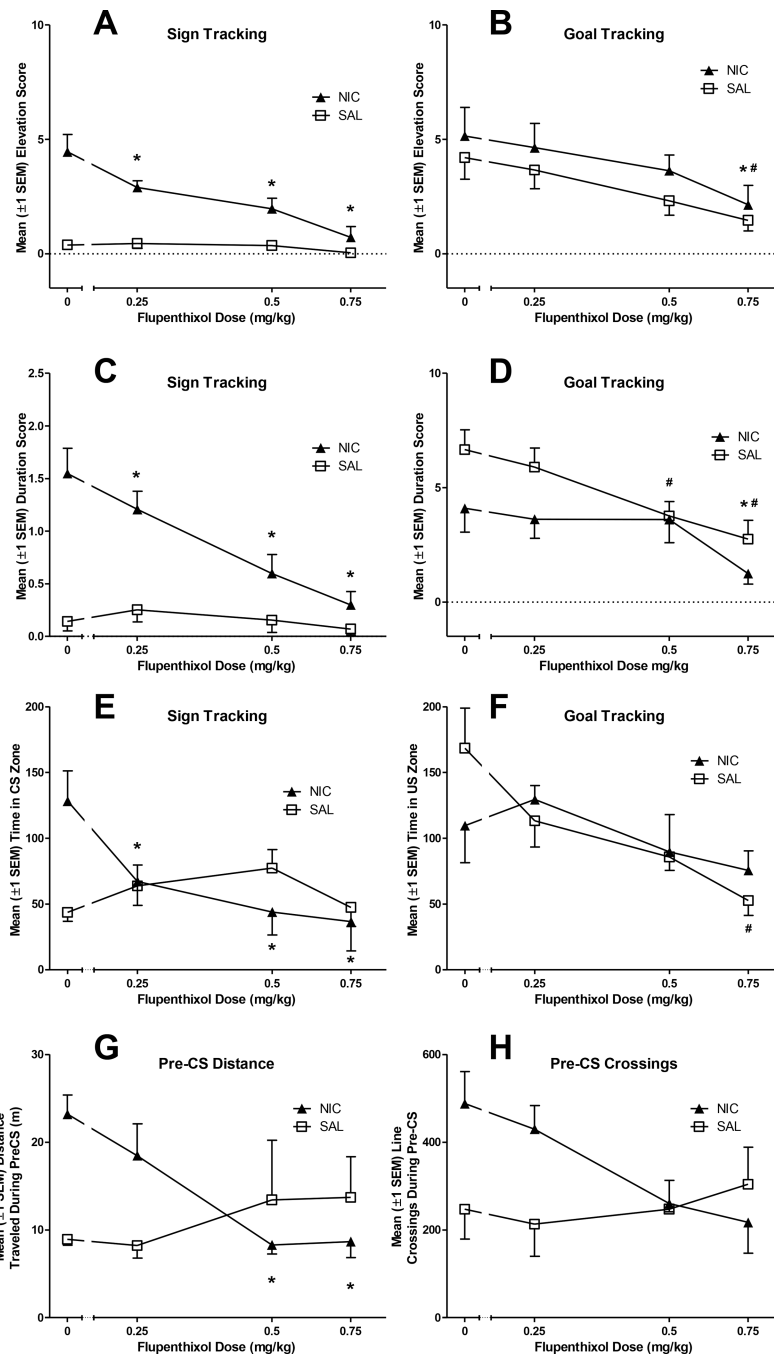 A
Sign Tracking
Mean (±1 SEM) Elevation Score
10
5
0
NIC
SAL
*
*
*
0
0.25
0.5
0.75
Flupenthixol Dose (mg/kg)
B
Goal Tracking
Mean (±1 SEM) Elevation Score
10
5
0
NIC
SAL
*#
0
0.25
0.5
0.75
Flupenthixol Dose (mg/kg)
C
Sign Tracking
Mean (±1 SEM) Duration Score
2.5
2.0
1.5
1.0
0.5
0.0
NIC
SAL
*
*
*
0
0.25
0.5
0.75
Flupenthixol Dose (mg/kg)
D
Goal Tracking
Mean (±1 SEM) Duration Score
10
5
0
NIC
SAL
#
*#
0
0.25
0.5
0.75
Flupenthixol Dose mg/kg
E
Sign Tracking
Mean (±1 SEM) Time in CS Zone
200
150
100
50
0
NIC
SAL
*
*
*
0
0.25
0.5
0.75
Flupenthixol Dose (mg/kg)
F
Goal Tracking
Mean (±1 SEM) Time in US Zone
200
150
100
50
0
NIC
SAL
#
0
0.25
0.5
0.75
Flupenthixol Dose (mg/kg)
G
Pre-CS Distance
Mean (±1 SEM) Distance
Traveled During PreCS (m)
30
20
10
0
NIC
SAL
*
*
0
0.25
0.5
0.75
Flupenthixol Dose (mg/kg)
H
Pre-CS Crossings
Mean (±1 SEM) Line
Crossings During Pre-CS
600
400
200
0
NIC
SAL
0
0.25
0.5
0.75
Flupenthixol Dose (mg/kg)